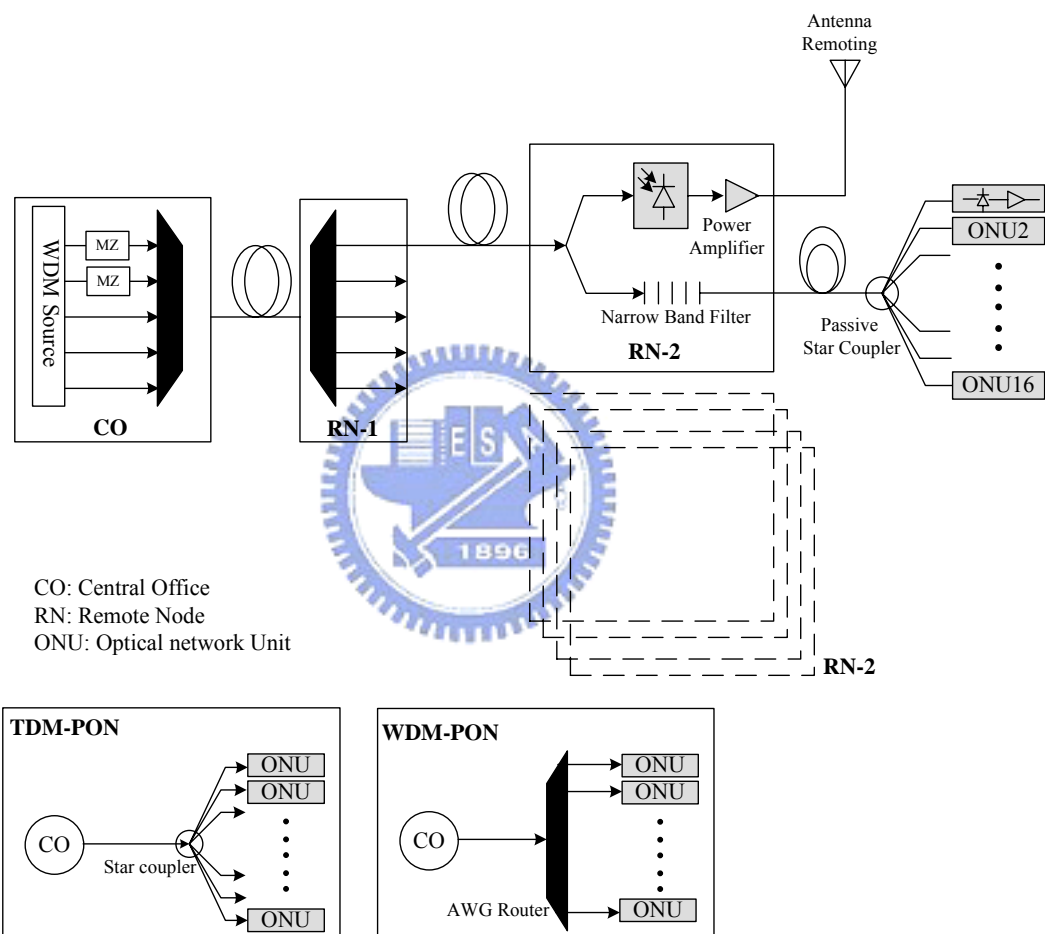 Antenna
Remoting
WDM Source
MZ
MZ
CO
RN-1
Power
Amplifier
Narrow Band Filter
RN-2
Passive
Star Coupler
ONU2
ONU16
E S
1896
CO: Central Office
RN: Remote Node
ONU: Optical network Unit
RN-2
TDM-PON
CO
Star coupler
ONU
ONU
ONU
WDM-PON
CO
AWG Router
ONU
ONU
ONU